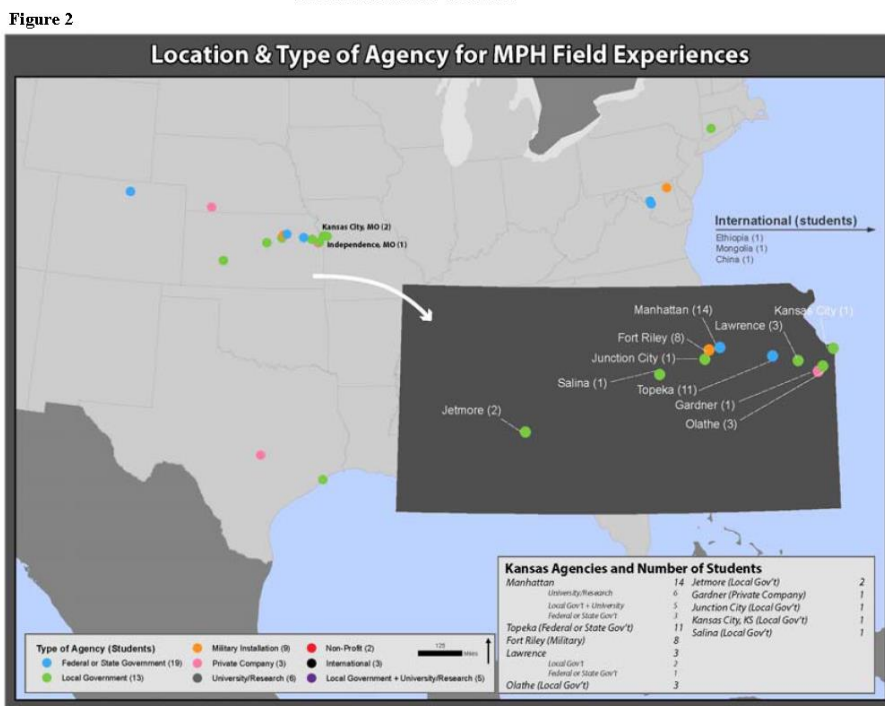 Figure 2
Location & Type of Agency for MPH Field Experiences
Kansas City, MO (2)
Independence, MO (1)
International (students)
Ethiopia (1)
Mongolia (1)
China (1)
Manhattan (14)
Kansas City (1)
Lawrence (3)
Fort Riley (8)
Junction City (1)
Salina (1)
Topeka (11)
Gardner (1)
Olathe (3)
Jetmore (2)
Kansas Agencies and Number of Students
Manhattan 14
University/Research 6
Local Gov't + University 5
Federal or State Gov't 3
Topeka (Federal or State Gov't) 11
Fort Riley (Military) 8
Lawrence 3
Local Gov't 2
Federal or State Gov't 1
Olathe (Local Gov't) 3
Jetmore (Local Gov't) 2
Gardner (Private Company) 1
Junction City (Local Gov't) 1
Kansas City, KS (Local Gov't) 1
Salina (Local Gov't) 1
Type of Agency (Students)
Federal or State Government (19)
Local Government (13)
Military Installation (9)
Private Company (3)
University/Research (6)
Non-Profit (2)
International (3)
Local Government + University/Research (5)
125
Miles